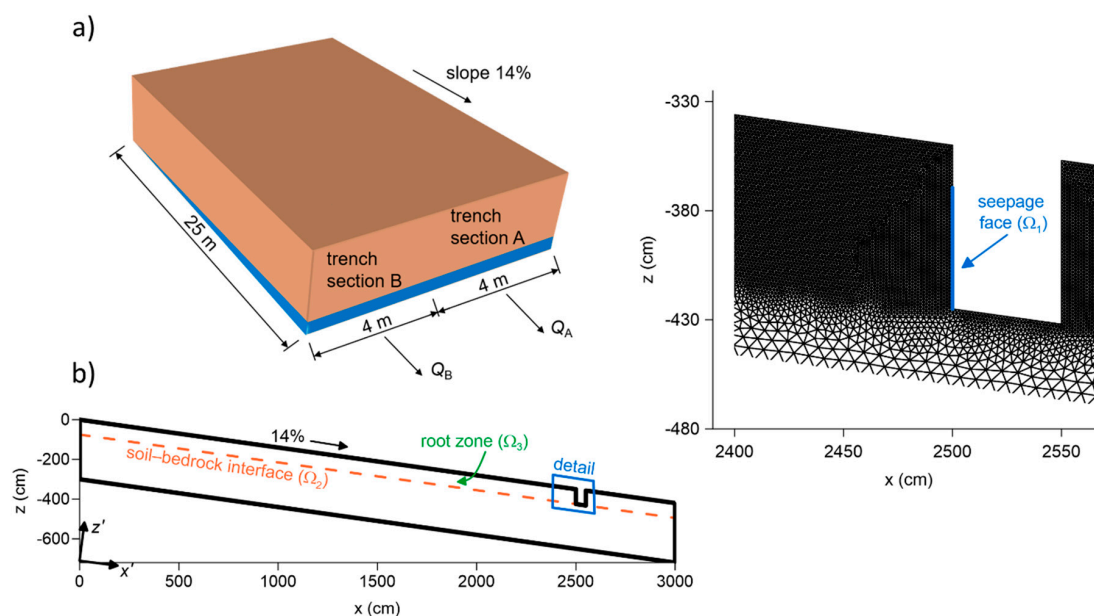 a)
slope 14%
25 m
trench
section A
trench
section B
4 m
4 m
Q_A
Q_B
-330
-380
-430
-480
z (cm)
seepage
face (Ω₁)
2400
2450
2500
2550
x (cm)
b)
14%
root zone (Ω₃)
soil–bedrock interface (Ω₂)
detail
0
-200
-400
-600
z (cm)
z'
x'
0
500
1000
1500
2000
2500
3000
x (cm)